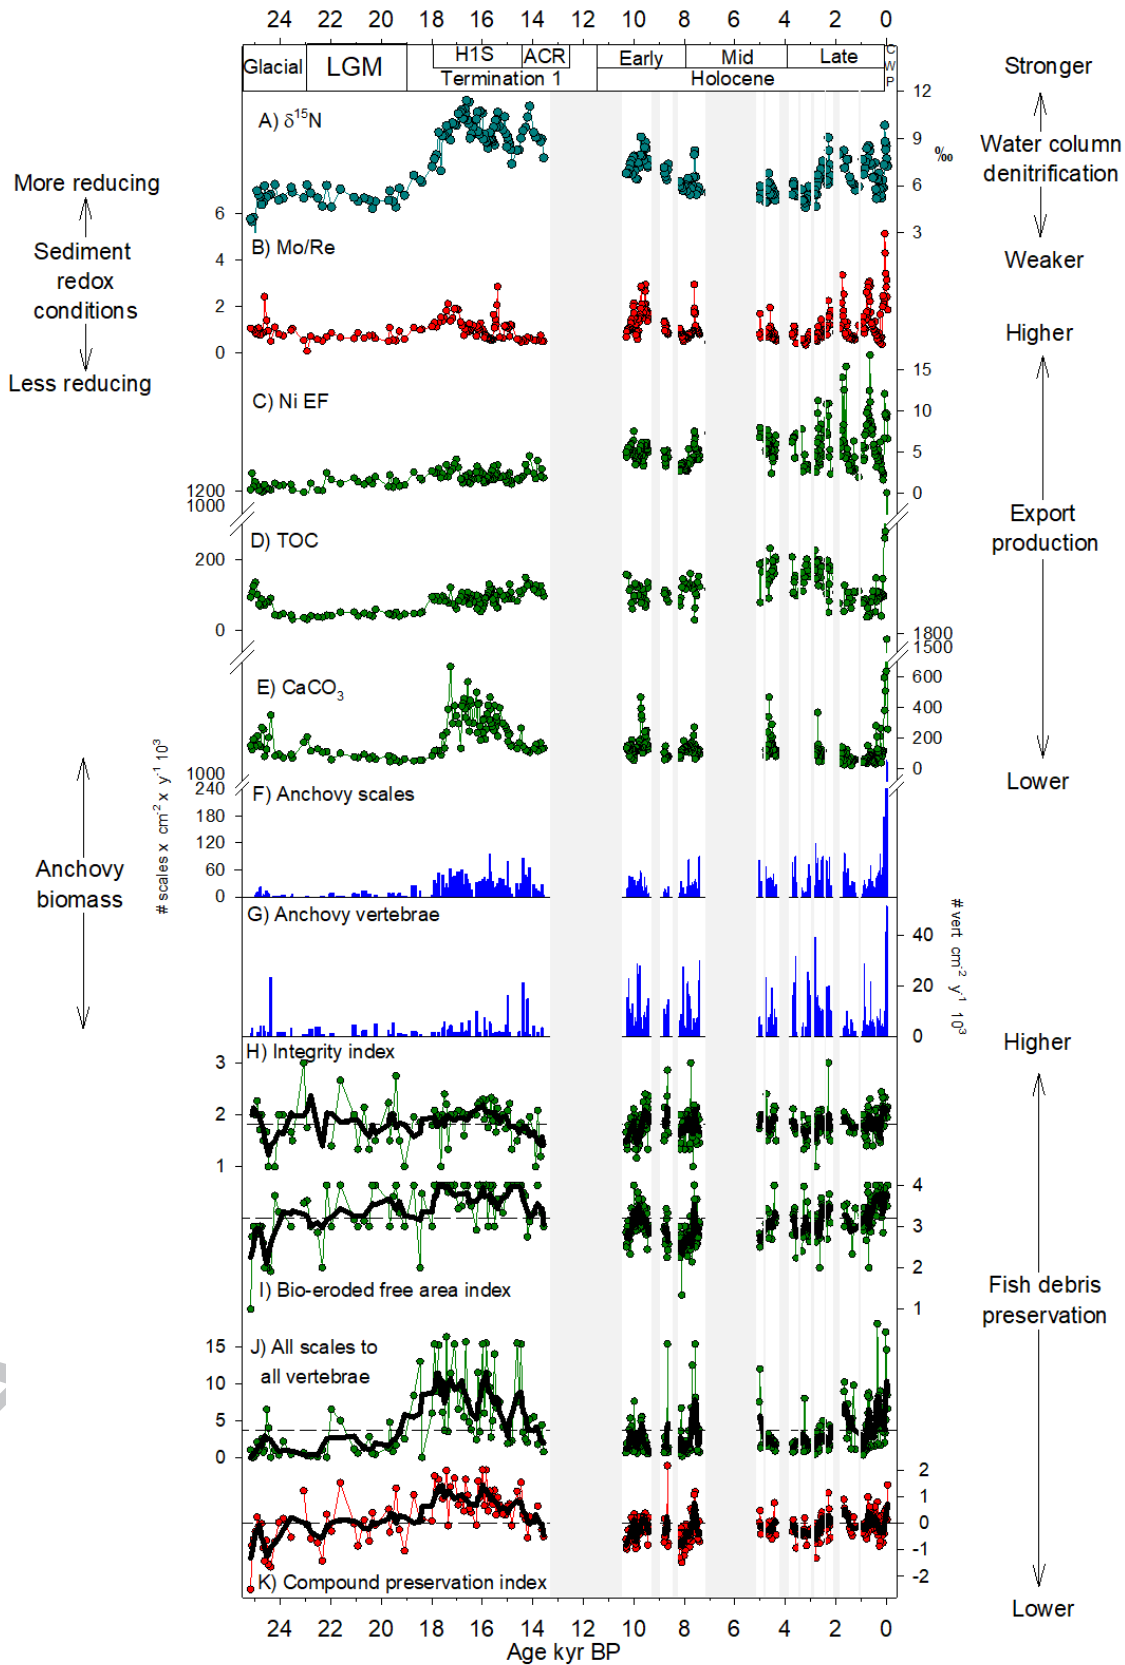 24 22 20 18 16 14 12 10 8 6 4 2 0
Glacial LGM H1S ACR Early Mid Late C W P
Termination 1 Holocene
Stronger
Water column
denitrification
Weaker
More reducing
Sediment
redox
conditions
Less reducing
A) δ15N
12
9
‰
6
3
B) Mo/Re
6
4
2
0
Higher
Export
production
Lower
C) Ni EF
15
10
5
0
D) TOC
1200
1000
200
0
E) CaCO3
1800
1500
600
400
200
0
Anchovy
biomass
# scales x cm-2 x y-1 103
F) Anchovy scales
1000
240
180
120
60
0
G) Anchovy vertebrae
# vert cm-2 y-1 103
40
20
0
Higher
Fish debris
preservation
Lower
H) Integrity index
3
2
1
I) Bio-eroded free area index
4
3
2
1
J) All scales to
all vertebrae
15
10
5
0
K) Compound preservation index
2
1
0
-1
-2
24 22 20 18 16 14 12 10 8 6 4 2 0
Age kyr BP